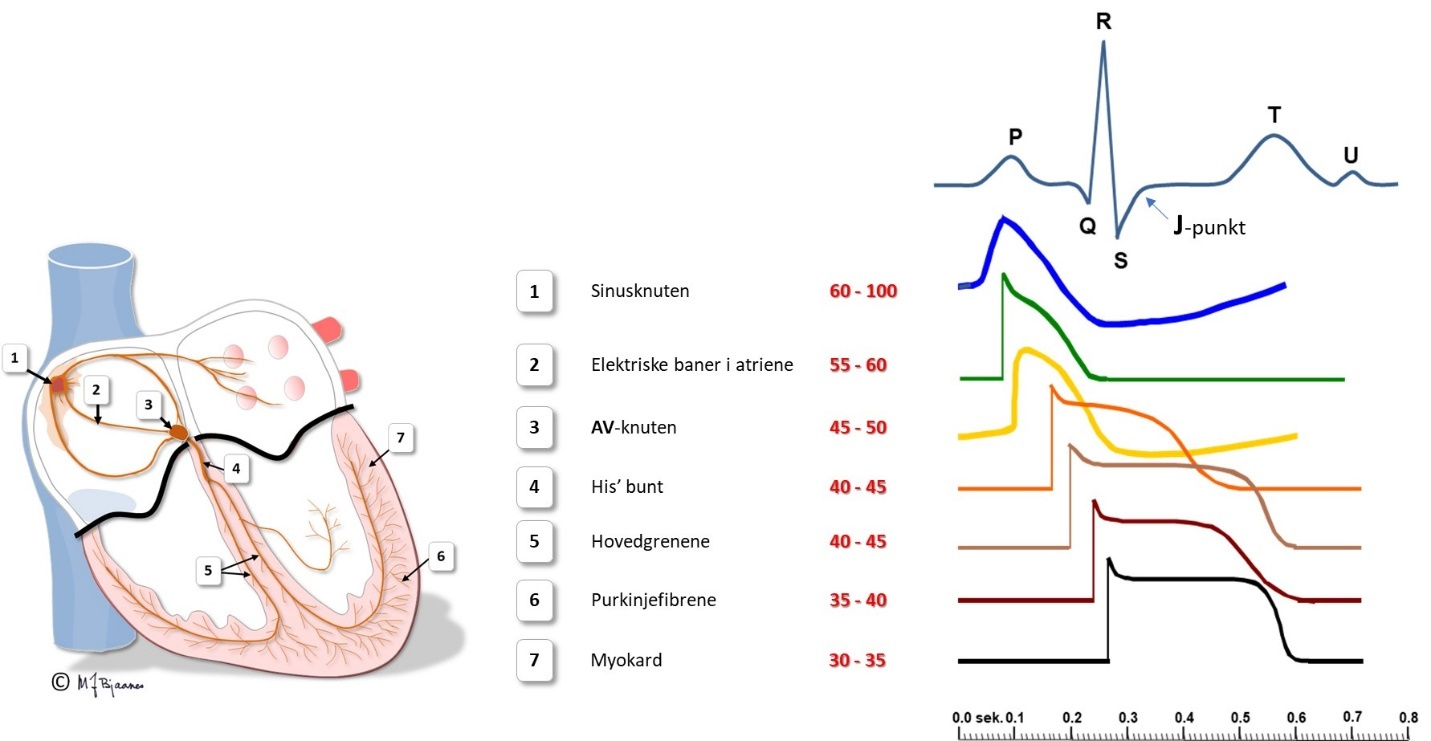 R
P
T
U
Q
J-punkt
S
1 Sinusknuten 60 - 100
2 Elektriske baner i atriene 55 - 60
3 AV-knuten 45 - 50
4 His’ bunt 40 - 45
5 Hovedgrenene 40 - 45
6 Purkinjefibrene 35 - 40
7 Myokard 30 - 35
1
2
3
7
4
6
5
© MJ Bjaanes
0.0 sek. 0.1 0.2 0.3 0.4 0.5 0.6 0.7 0.8